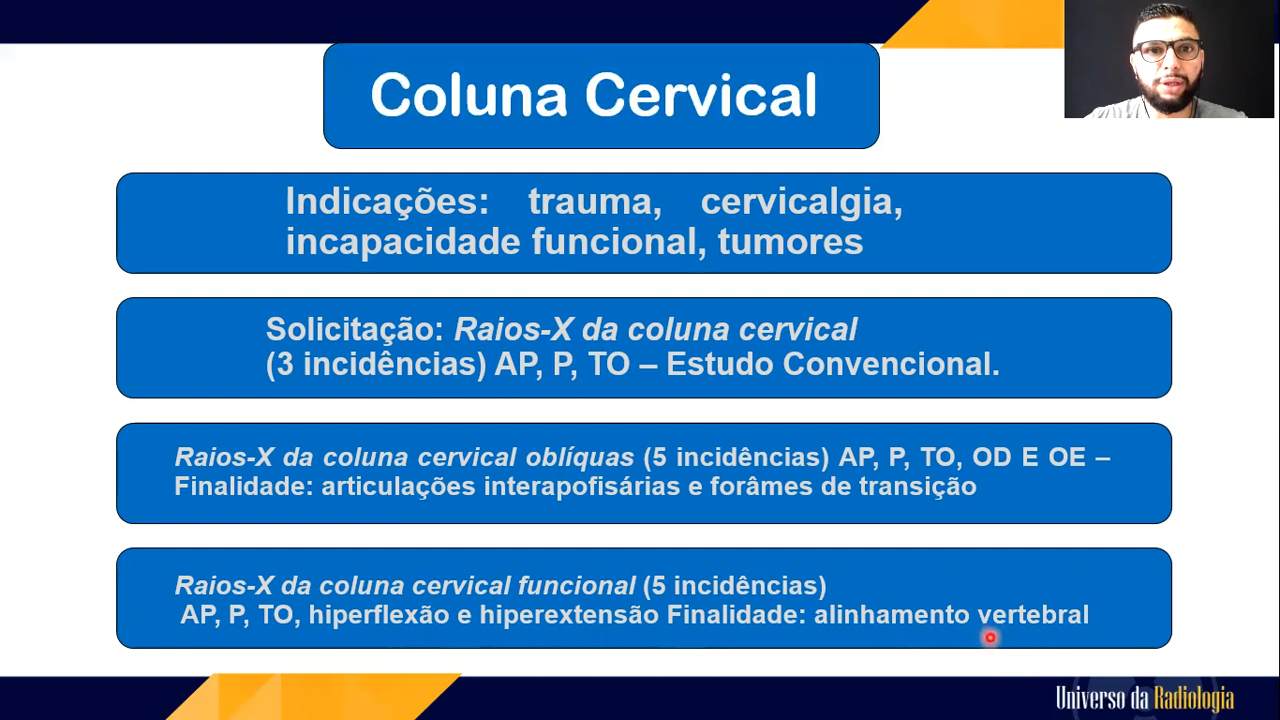 Coluna Cervical
Indicações: trauma, cervicalgia,
incapacidade funcional, tumores
Solicitação: Raios-X da coluna cervical
(3 incidências) AP, P, TO – Estudo Convencional.
Raios-X da coluna cervical oblíquas (5 incidências) AP, P, TO, OD E OE –
Finalidade: articulações interapofisárias e forâmes de transição
Raios-X da coluna cervical funcional (5 incidências)
AP, P, TO, hiperflexão e hiperextensão Finalidade: alinhamento vertebral
Universo da Radiologia